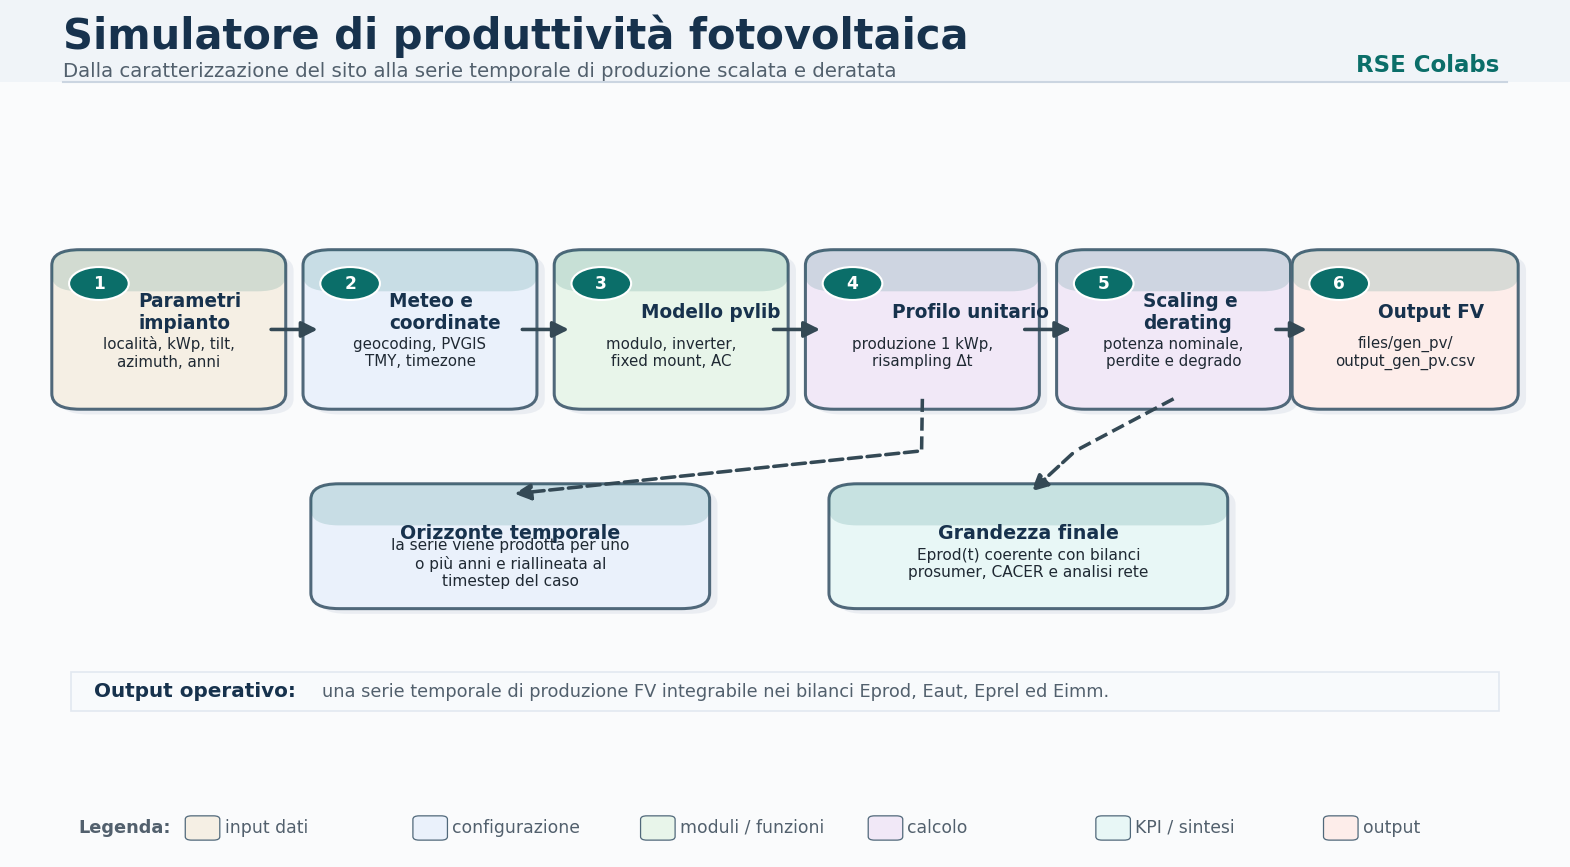 Simulatore di produttività fotovoltaica
Dalla caratterizzazione del sito alla serie temporale di produzione scalata e deratata
RSE Colabs
1
Parametri
impianto
località, kWp, tilt,
azimuth, anni
2
Meteo e
coordinate
geocoding, PVGIS
TMY, timezone
3
Modello pvlib
modulo, inverter,
fixed mount, AC
4
Profilo unitario
produzione 1 kWp,
risampling Δt
5
Scaling e
derating
potenza nominale,
perdite e degrado
6
Output FV
files/gen_pv/
output_gen_pv.csv
Orizzonte temporale
la serie viene prodotta per uno
o più anni e riallineata al
timestep del caso
Grandezza finale
Eprod(t) coerente con bilanci
prosumer, CACER e analisi rete
Output operativo: una serie temporale di produzione FV integrabile nei bilanci Eprod, Eaut, Eprel ed Eimm.
Legenda: input dati configurazione moduli / funzioni calcolo KPI / sintesi output